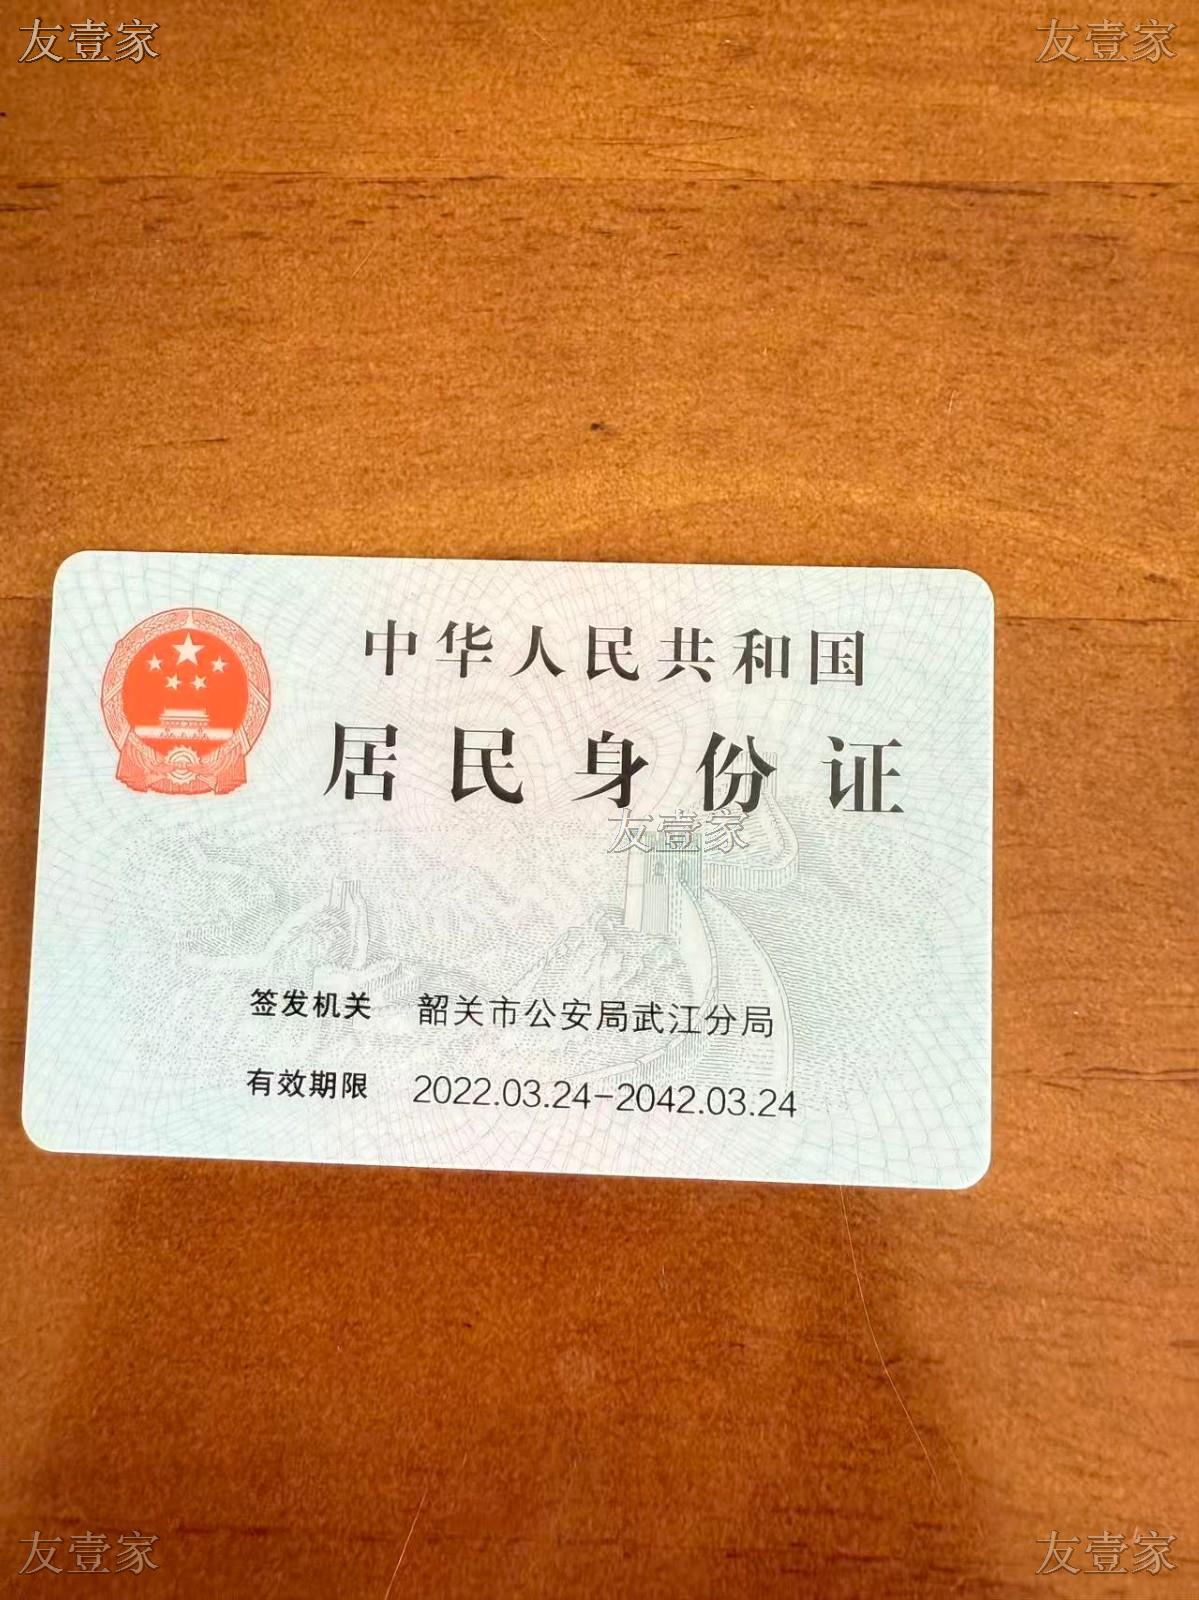 友壹家 友壹家
中华人民共和国
居民身份证
友壹家
签发机关 韶关市公安局武江分局
有效期限 2022.03.24-2042.03.24
友壹家 友壹家